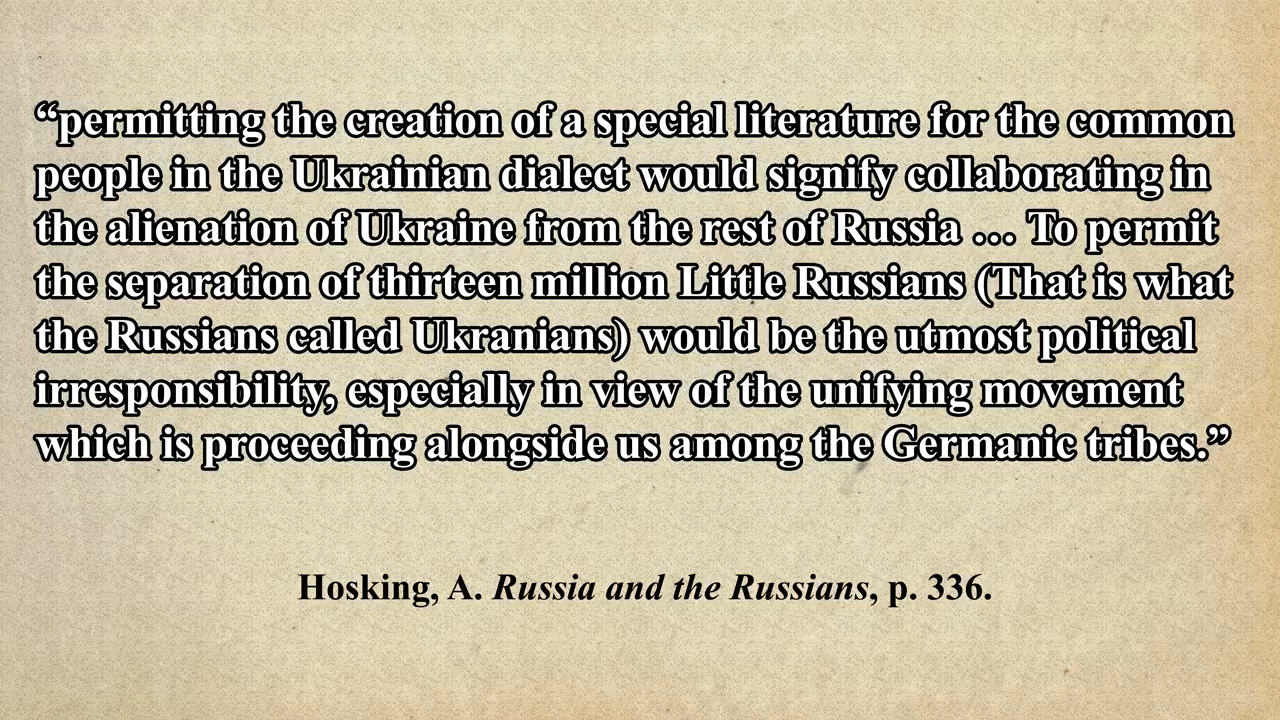 “permitting the creation of a special literature for the common
people in the Ukrainian dialect would signify collaborating in
the alienation of Ukraine from the rest of Russia … To permit
the separation of thirteen million Little Russians (That is what
the Russians called Ukranians) would be the utmost political
irresponsibility, especially in view of the unifying movement
which is proceeding alongside us among the Germanic tribes.”
Hosking, A. Russia and the Russians, p. 336.